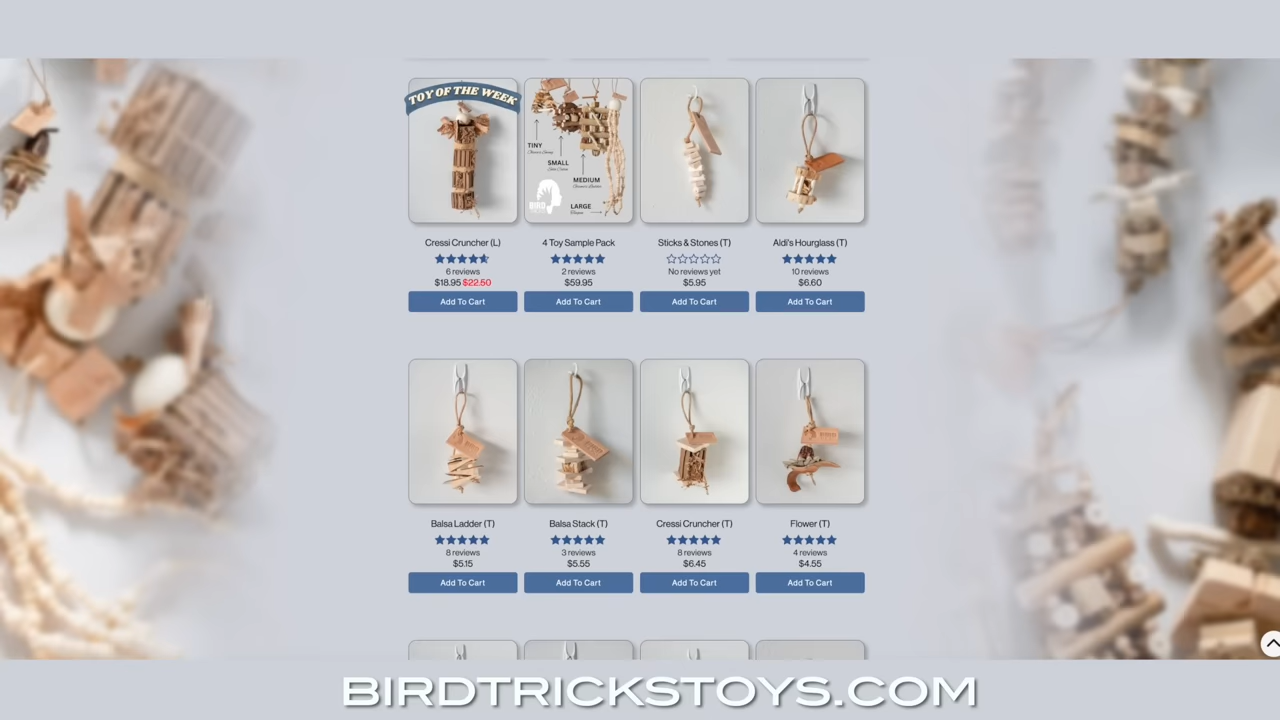 TOY OF THE WEEK
TINY
SMALL
MEDIUM
LARGE
BIRD
Cressi Cruncher (L)
6 reviews
$18.95 $22.50
Add To Cart
4 Toy Sample Pack
2 reviews
$59.95
Add To Cart
Sticks & Stones (T)
No reviews yet
$5.95
Add To Cart
Aldi's Hourglass (T)
10 reviews
$6.60
Add To Cart
Balsa Ladder (T)
8 reviews
$5.15
Add To Cart
Balsa Stack (T)
3 reviews
$5.55
Add To Cart
Cressi Cruncher (T)
8 reviews
$6.45
Add To Cart
Flower (T)
4 reviews
$4.55
Add To Cart
BIRDTRICKSTOYS.COM